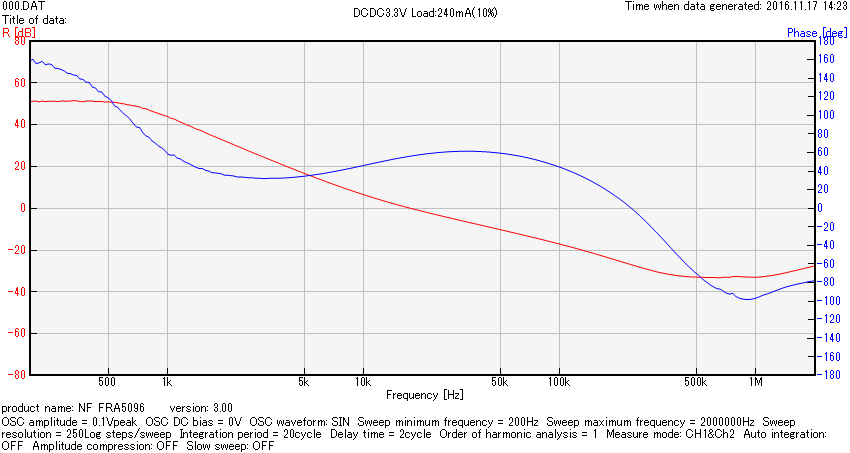 000.DAT
DCDC3.3V Load:240mA(10%)
Time when data generated: 2016.11.17 14:23
Title of data:
R [dB]
Phase [deg]
80
60
40
20
0
-20
-40
-60
-80
180
160
140
120
100
80
60
40
20
0
-20
-40
-60
-80
-100
-120
-140
-160
-180
500 1k 5k 10k 50k 100k 500k 1M
Frequency [Hz]
product name: NF FRA5096 version: 3.00
OSC amplitude = 0.1Vpeak OSC DC bias = 0V OSC waveform: SIN Sweep minimum frequency = 200Hz Sweep maximum frequency = 2000000Hz Sweep
resolution = 250Log steps/sweep Integration period = 20cycle Delay time = 2cycle Order of harmonic analysis = 1 Measure mode: CH1&Ch2 Auto integration:
OFF Amplitude compression: OFF Slow sweep: OFF